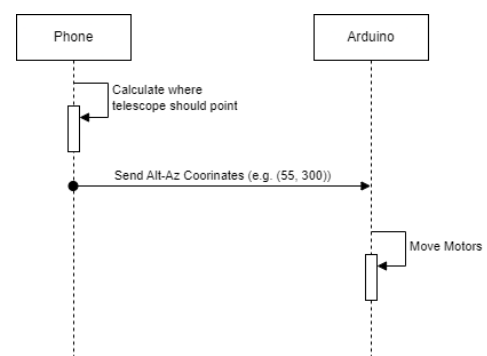 Phone
Arduino
Calculate where
telescope should point
Send Alt-Az Coorinates (e.g. (55, 300))
Move Motors